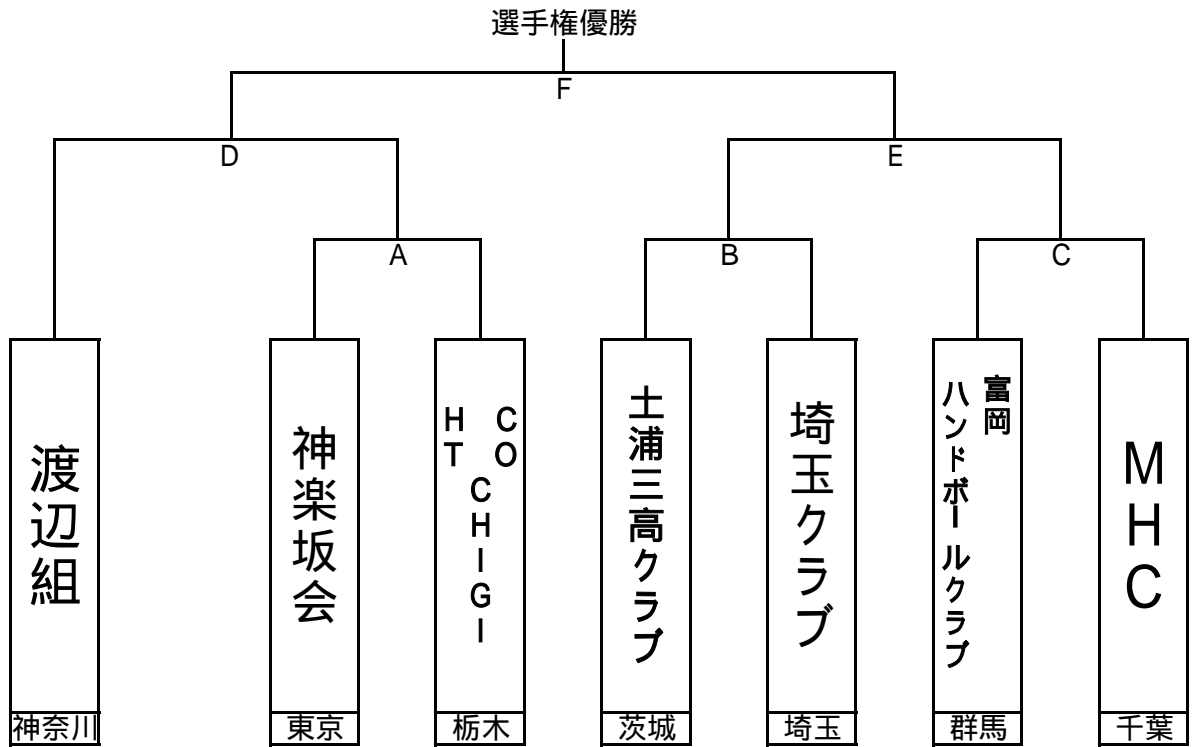 選手権優勝
F
D
E
A
B
C
渡辺組
神楽坂会
HC
TO
CHIGI
土浦三高クラブ
埼玉クラブ
富岡
ハンドボールクラブ
MHC
神奈川
東京
栃木
茨城
埼玉
群馬
千葉